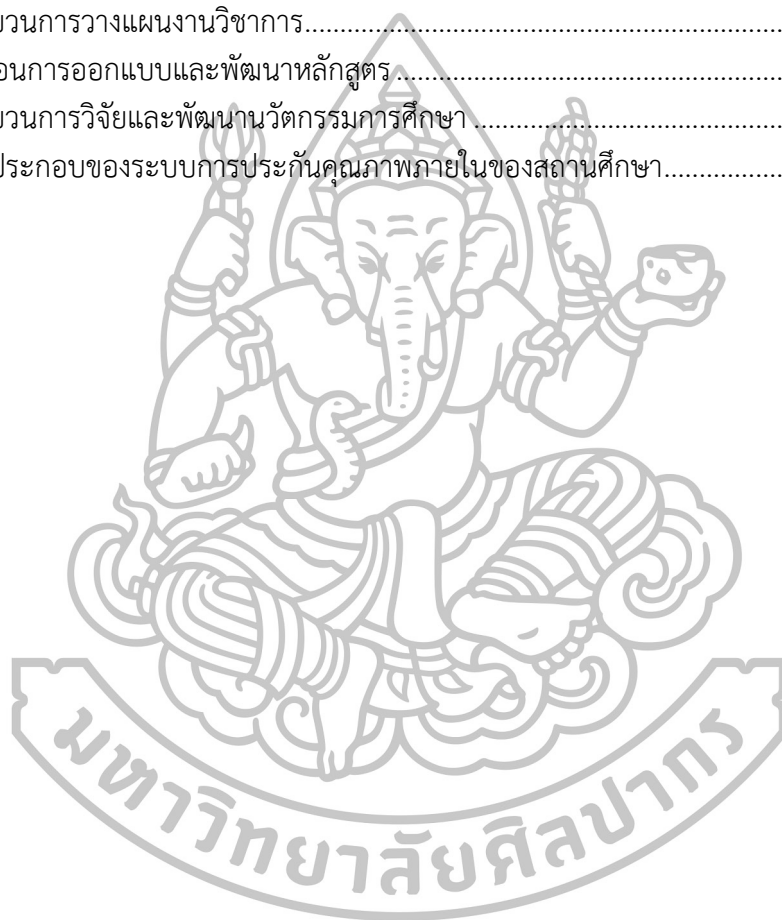 บวนการวางแผนงานวิชาการ................................................................
อนการออกแบบและพัฒนาหลักสูตร................................................................
บวนการวิจัยและพัฒนานวัตกรรมการศึกษา................................................
ประกอบของระบบการประกันคุณภาพภายในของสถานศึกษา.................
มหาวิทยาลัยศิลปากร